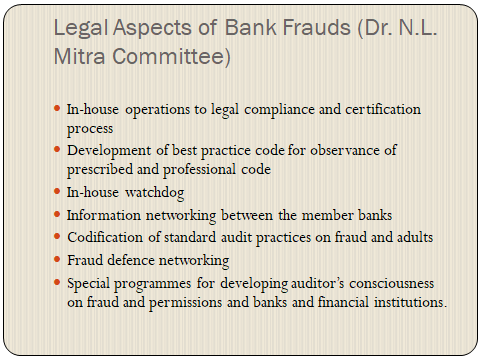 Legal Aspects of Bank Frauds (Dr. N.L.
Mitra Committee)
• In-house operations to legal compliance and certification
process
• Development of best practice code for observance of
prescribed and professional code
• In-house watchdog
• Information networking between the member banks
• Codification of standard audit practices on fraud and adults
• Fraud defence networking
• Special programmes for developing auditor's consciousness
on fraud and permissions and banks and financial institutions.